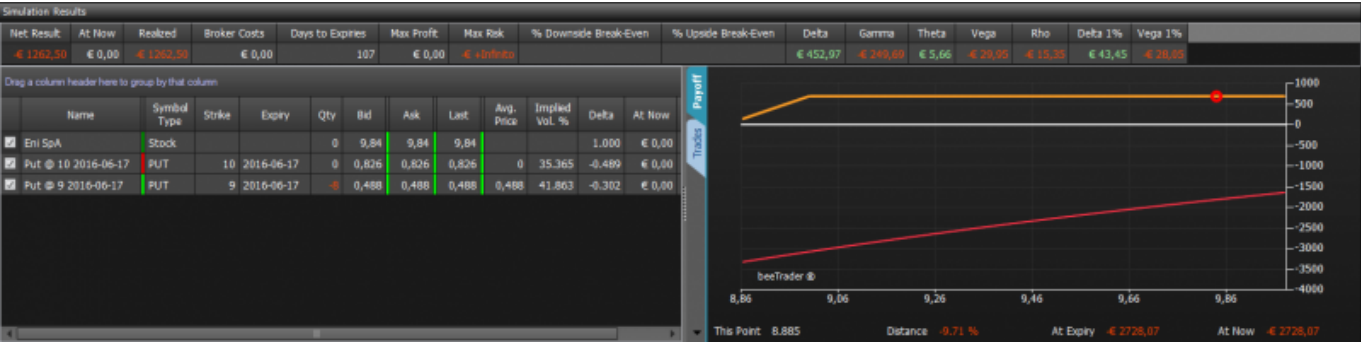 Simulation Results
Net Result At Now Realized Broker Costs Days to Expiries Max Profit Max Risk % Downside Break-Even % Upside Break-Even Delta Gamma Theta Vega Rho Delta 1% Vega 1%
-€ 1262,50 € 0,00 -€ 1262,50 € 0,00 107 € 0,00 -€ +Infinito € 452,97 -€ 249,69 € 5,66 -€ 29,95 -€ 15,35 € 43,45 -€ 28,05
Drag a column header here to group by that column
Name Symbol Type Strike Expiry Qty Bid Ask Last Avg. Price Implied Vol. % Delta At Now
Eni SpA Stock 0 9,84 9,84 9,84 1.000 € 0,00
Put @ 10 2016-06-17 PUT 10 2016-06-17 0 0,826 0,826 0,826 0 35.365 -0.489 € 0,00
Put @ 9 2016-06-17 PUT 9 2016-06-17 0,488 0,488 0,488 0,488 41.863 -0.302 € 0,00
Payoff
Trades
1000
500
0
-500
-1000
-1500
-2000
-2500
-3000
-3500
-4000
beeTrader ®
8,86 9,06 9,26 9,46 9,66 9,86
This Point 8.885 Distance -9.71 % At Expiry -€ 2728,07 At Now -€ 2728,07